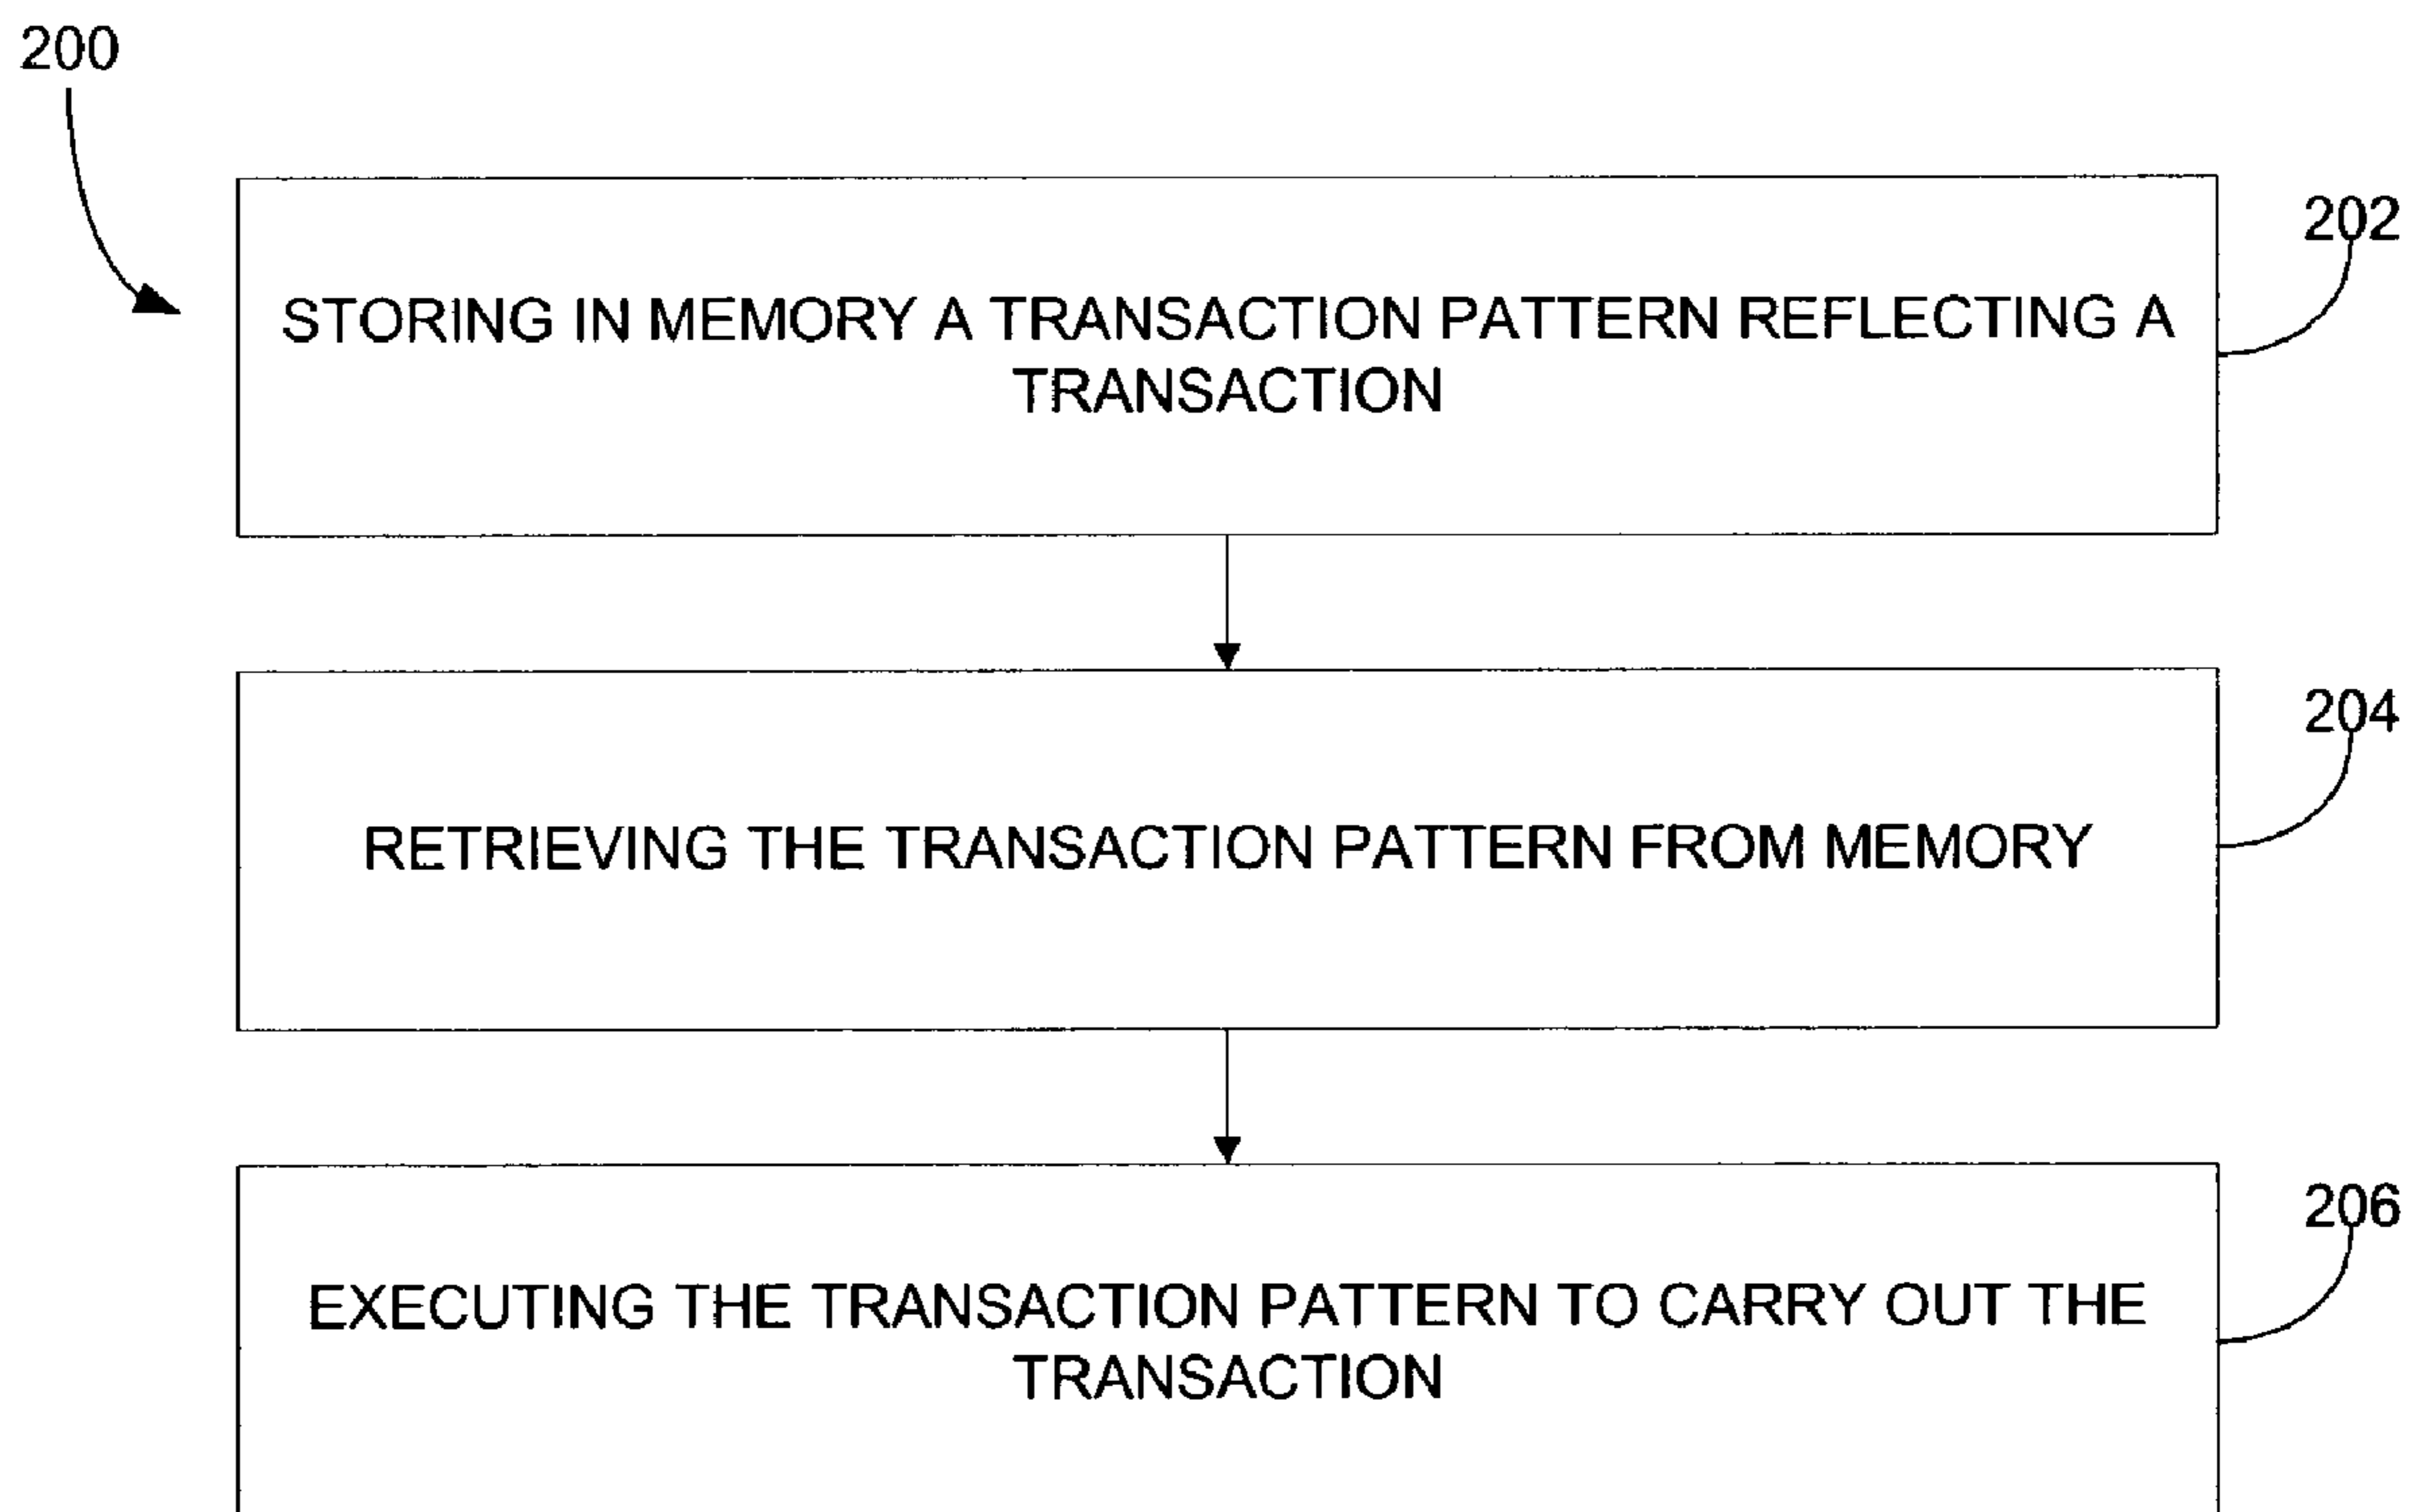 200
202
STORING IN MEMORY A TRANSACTION PATTERN REFLECTING A
TRANSACTION
204
RETRIEVING THE TRANSACTION PATTERN FROM MEMORY
206
EXECUTING THE TRANSACTION PATTERN TO CARRY OUT THE
TRANSACTION